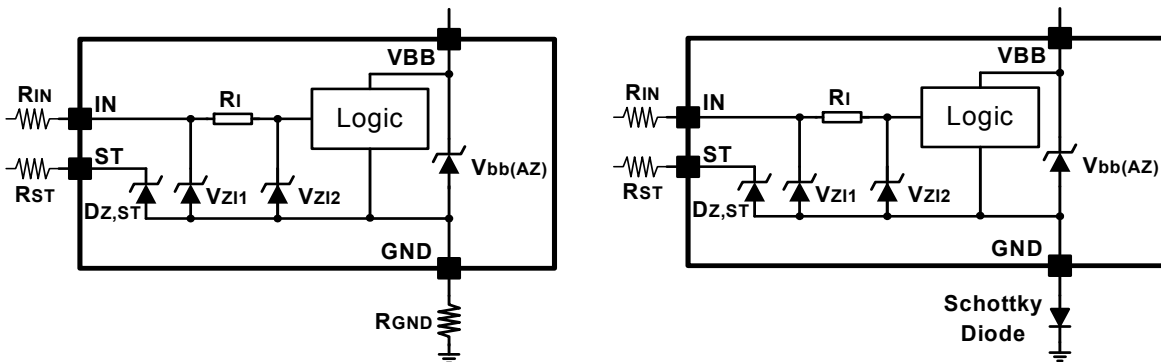 VBB
RIN
IN
RI
Logic
ST
RST
DZ,ST
VZI1
VZI2
Vbb(AZ)
GND
RGND
VBB
RIN
IN
RI
Logic
ST
RST
DZ,ST
VZI1
VZI2
Vbb(AZ)
GND
Schottky
Diode